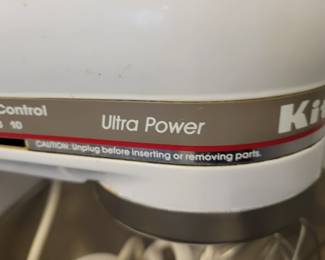 Control
10
Ultra Power
Kit
CAUTION: Unplug before inserting or removing parts.